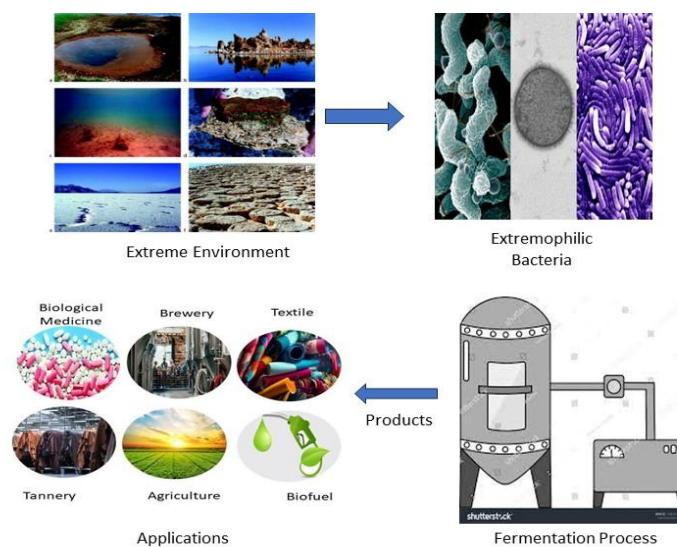 a
b
c
d
e
f
Extreme Environment
Extremophilic
Bacteria
Biological
Medicine
Brewery
Textile
Tannery
Agriculture
Biofuel
Applications
Products
shutterstock
Fermentation Process